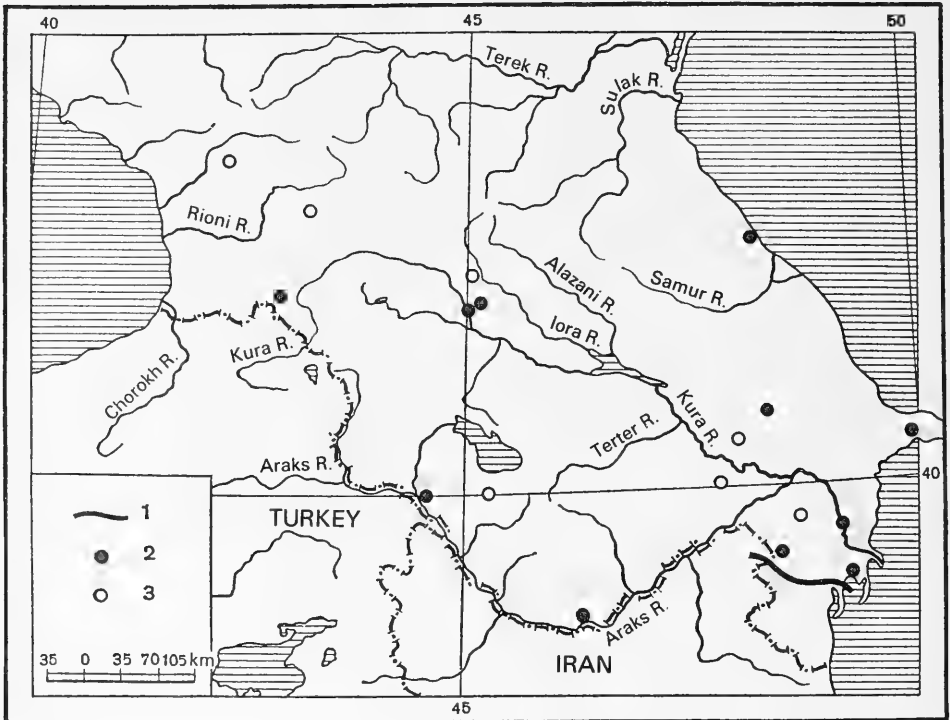 40
45
50
Terek R.
Sulak R.
Rioni R.
Alazani R.
Samur R.
Iora R.
Chorokh R.
Kura R.
Kura R.
Terter R.
Araks R.
40
TURKEY
1
2
3
Araks R.
IRAN
35 0 35 70 105 km
45